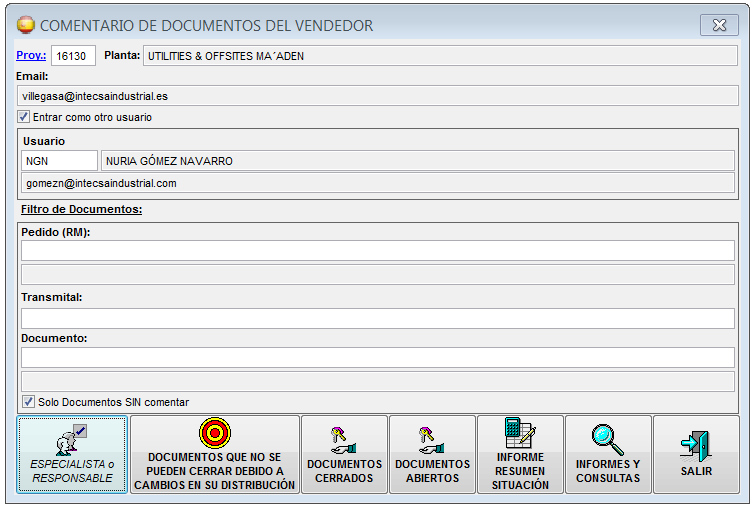 COMENTARIO DE DOCUMENTOS DEL VENDEDOR
Proy.: 16130 Planta: UTILITIES & OFFSITES MA´ADEN
Email:
villegasa@intecsaindustrial.es
Entrar como otro usuario
Usuario
NGN NURIA GÓMEZ NAVARRO
gomezn@intecsaindustrial.com
Filtro de Documentos:
Pedido (RM):
Transmital:
Documento:
Solo Documentos SIN comentar
ESPECIALISTA o
RESPONSABLE
DOCUMENTOS QUE NO SE
PUEDEN CERRAR DEBIDO A
CAMBIOS EN SU DISTRIBUCIÓN
DOCUMENTOS
CERRADOS
DOCUMENTOS
ABIERTOS
INFORME
RESUMEN
SITUACIÓN
INFORMES Y
CONSULTAS
SALIR